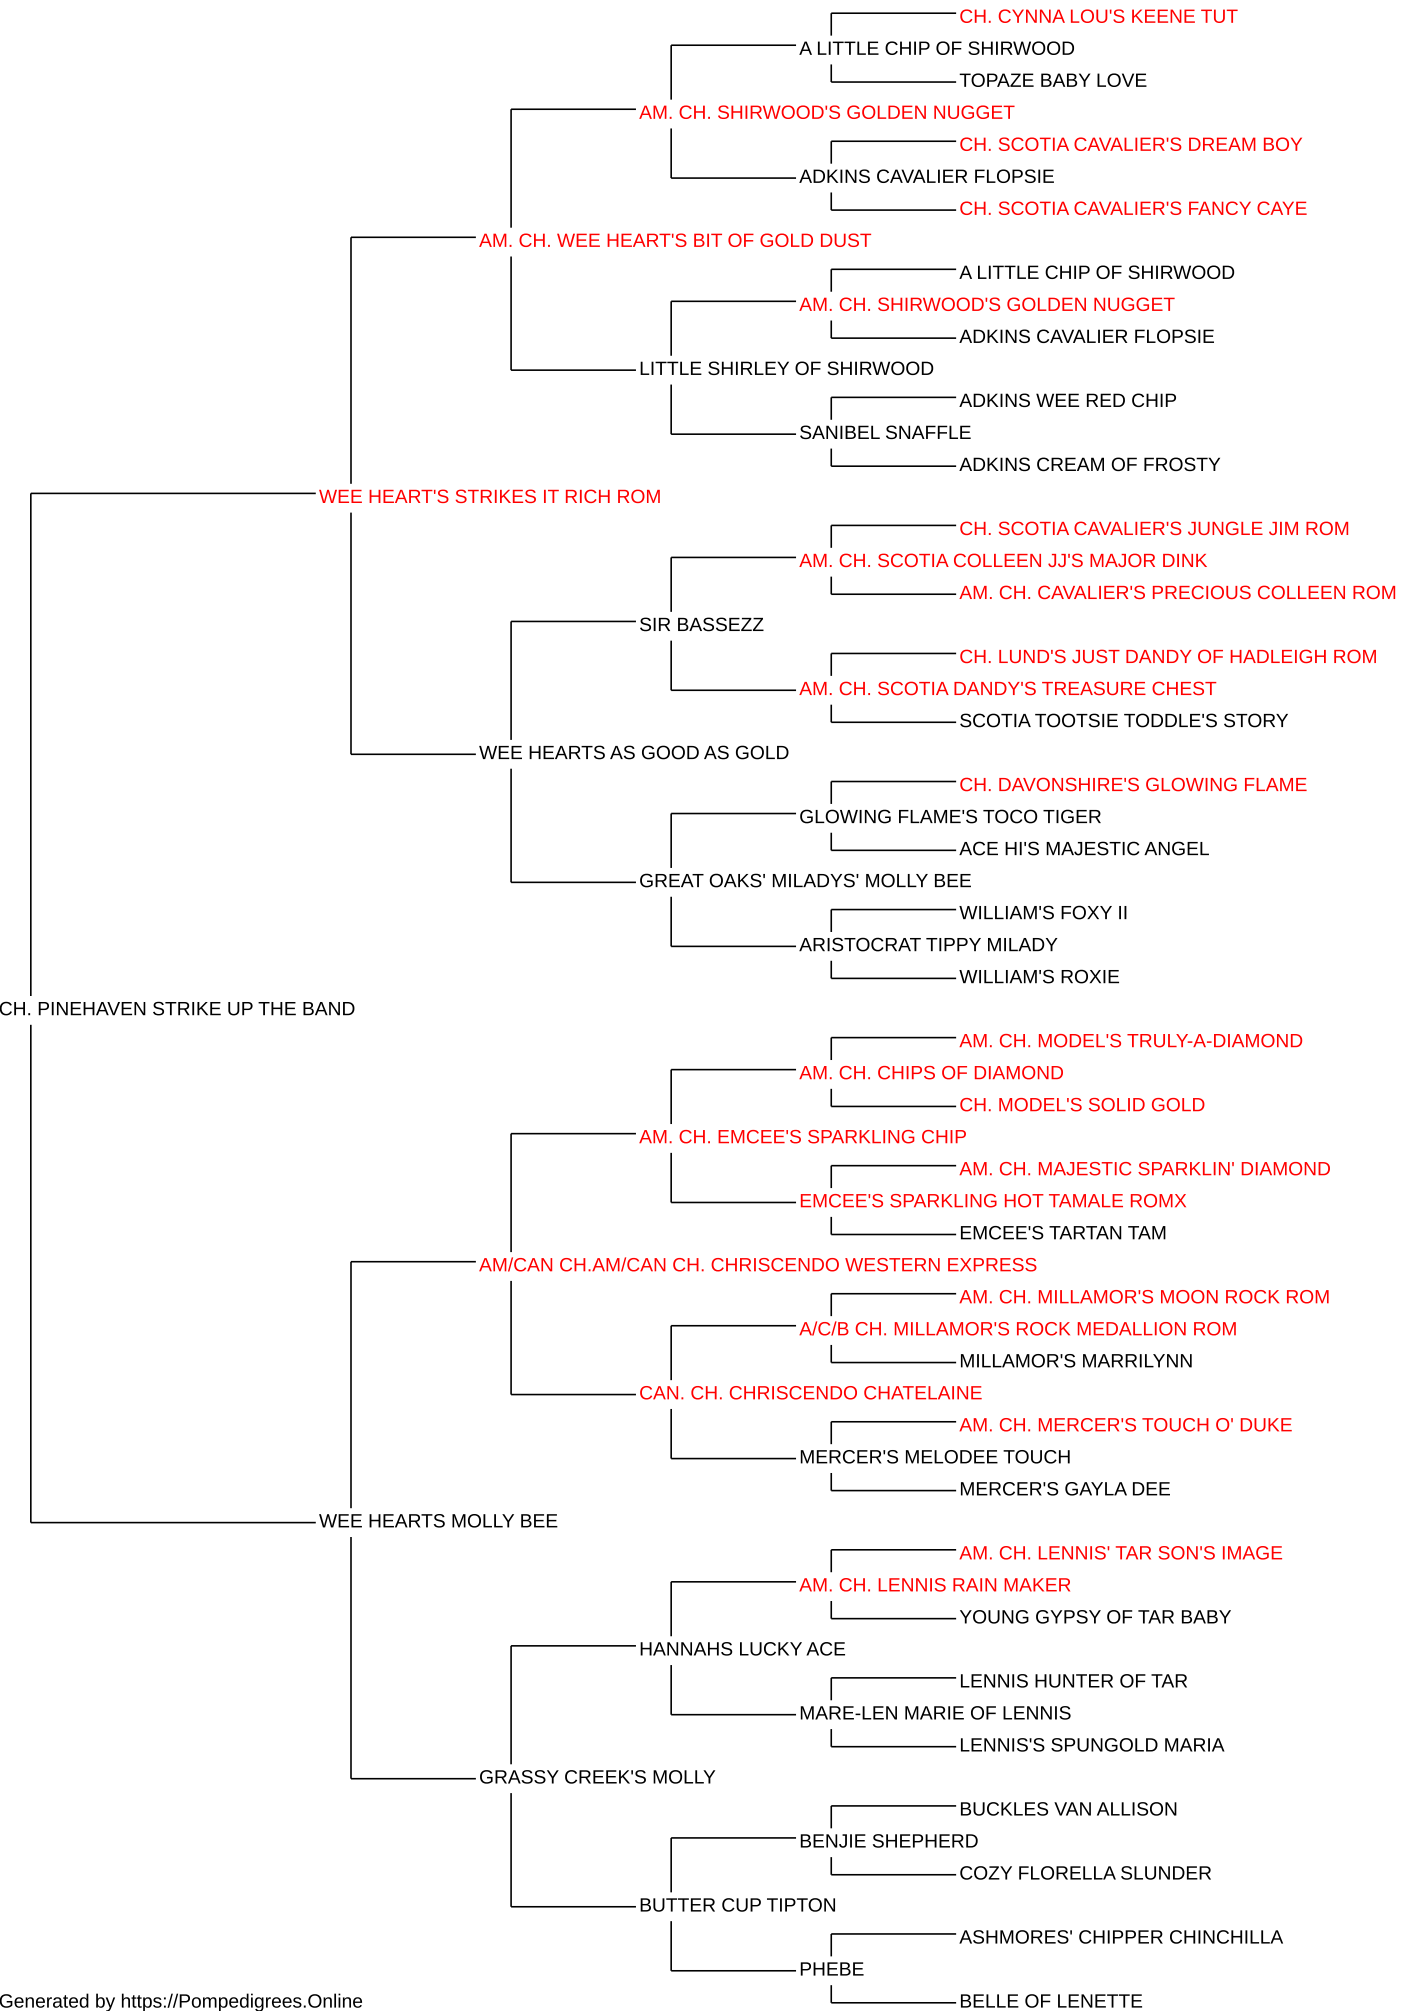 CH. CYNNA LOU'S KEENE TUT
A LITTLE CHIP OF SHIRWOOD
TOPAZE BABY LOVE
AM. CH. SHIRWOOD'S GOLDEN NUGGET
CH. SCOTIA CAVALIER'S DREAM BOY
ADKINS CAVALIER FLOPSIE
CH. SCOTIA CAVALIER'S FANCY CAYE
AM. CH. WEE HEART'S BIT OF GOLD DUST
A LITTLE CHIP OF SHIRWOOD
AM. CH. SHIRWOOD'S GOLDEN NUGGET
ADKINS CAVALIER FLOPSIE
LITTLE SHIRLEY OF SHIRWOOD
ADKINS WEE RED CHIP
SANIBEL SNAFFLE
ADKINS CREAM OF FROSTY
WEE HEART'S STRIKES IT RICH ROM
CH. SCOTIA CAVALIER'S JUNGLE JIM ROM
AM. CH. SCOTIA COLLEEN JJ'S MAJOR DINK
AM. CH. CAVALIER'S PRECIOUS COLLEEN ROM
SIR BASSEZZ
CH. LUND'S JUST DANDY OF HADLEIGH ROM
AM. CH. SCOTIA DANDY'S TREASURE CHEST
SCOTIA TOOTSIE TODDLE'S STORY
WEE HEARTS AS GOOD AS GOLD
CH. DAVONSHIRE'S GLOWING FLAME
GLOWING FLAME'S TOCO TIGER
ACE HI'S MAJESTIC ANGEL
GREAT OAKS' MILADYS' MOLLY BEE
WILLIAM'S FOXY II
ARISTOCRAT TIPPY MILADY
WILLIAM'S ROXIE
CH. PINEHAVEN STRIKE UP THE BAND
AM. CH. MODEL'S TRULY-A-DIAMOND
AM. CH. CHIPS OF DIAMOND
CH. MODEL'S SOLID GOLD
AM. CH. EMCEE'S SPARKLING CHIP
AM. CH. MAJESTIC SPARKLIN' DIAMOND
EMCEE'S SPARKLING HOT TAMALE ROMX
EMCEE'S TARTAN TAM
AM/CAN CH.AM/CAN CH. CHRISCENDO WESTERN EXPRESS
AM. CH. MILLAMOR'S MOON ROCK ROM
A/C/B CH. MILLAMOR'S ROCK MEDALLION ROM
MILLAMOR'S MARRILYNN
CAN. CH. CHRISCENDO CHATELAINE
AM. CH. MERCER'S TOUCH O' DUKE
MERCER'S MELODEE TOUCH
MERCER'S GAYLA DEE
WEE HEARTS MOLLY BEE
AM. CH. LENNIS' TAR SON'S IMAGE
AM. CH. LENNIS RAIN MAKER
YOUNG GYPSY OF TAR BABY
HANNAHS LUCKY ACE
LENNIS HUNTER OF TAR
MARE-LEN MARIE OF LENNIS
LENNIS'S SPUNGOLD MARIA
GRASSY CREEK'S MOLLY
BUCKLES VAN ALLISON
BENJIE SHEPHERD
COZY FLORELLA SLUNDER
BUTTER CUP TIPTON
ASHMORES' CHIPPER CHINCHILLA
PHEBE
BELLE OF LENETTE
Generated by https://Pompedigrees.Online